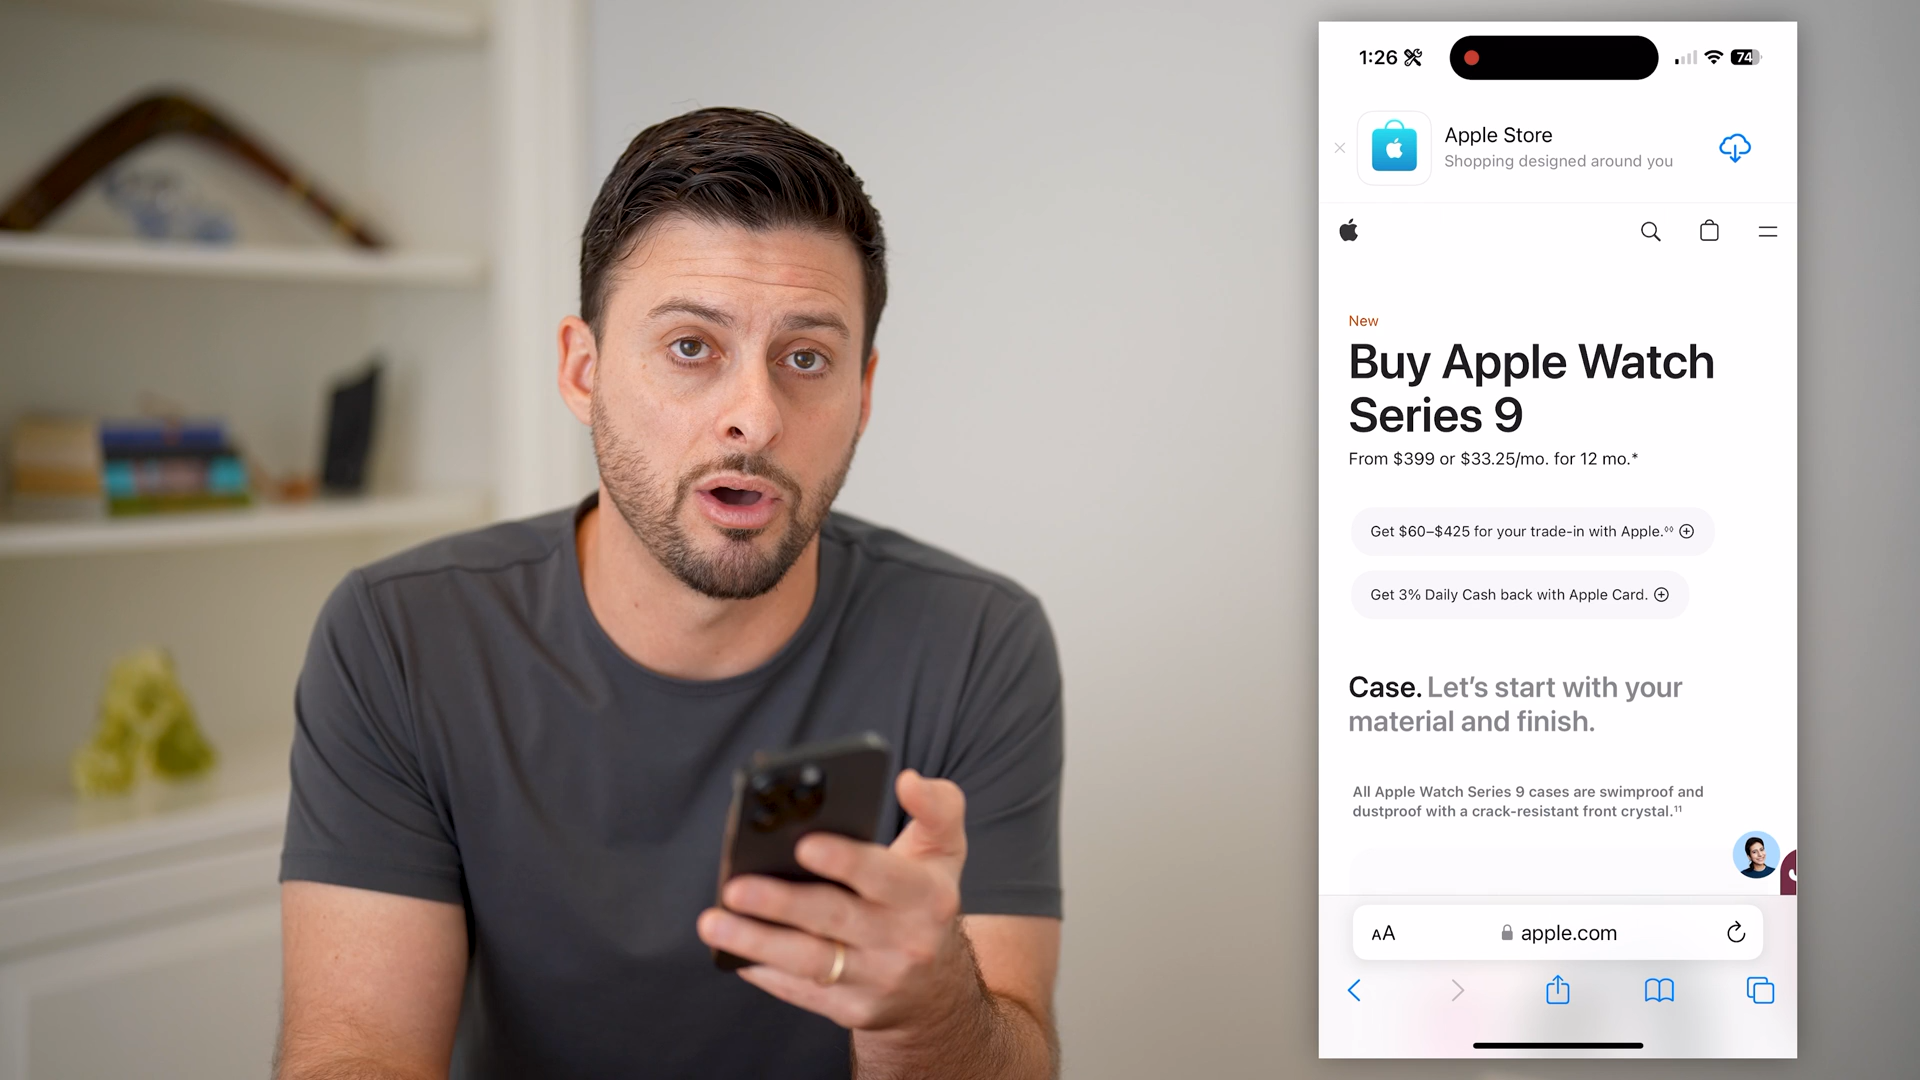 1:26
74
Apple Store
Shopping designed around you
New
Buy Apple Watch
Series 9
From $399 or $33.25/mo. for 12 mo.*
Get $60–$425 for your trade-in with Apple.◊◊
Get 3% Daily Cash back with Apple Card.
Case. Let's start with your
material and finish.
All Apple Watch Series 9 cases are swimproof and
dustproof with a crack-resistant front crystal.¹¹
AA apple.com